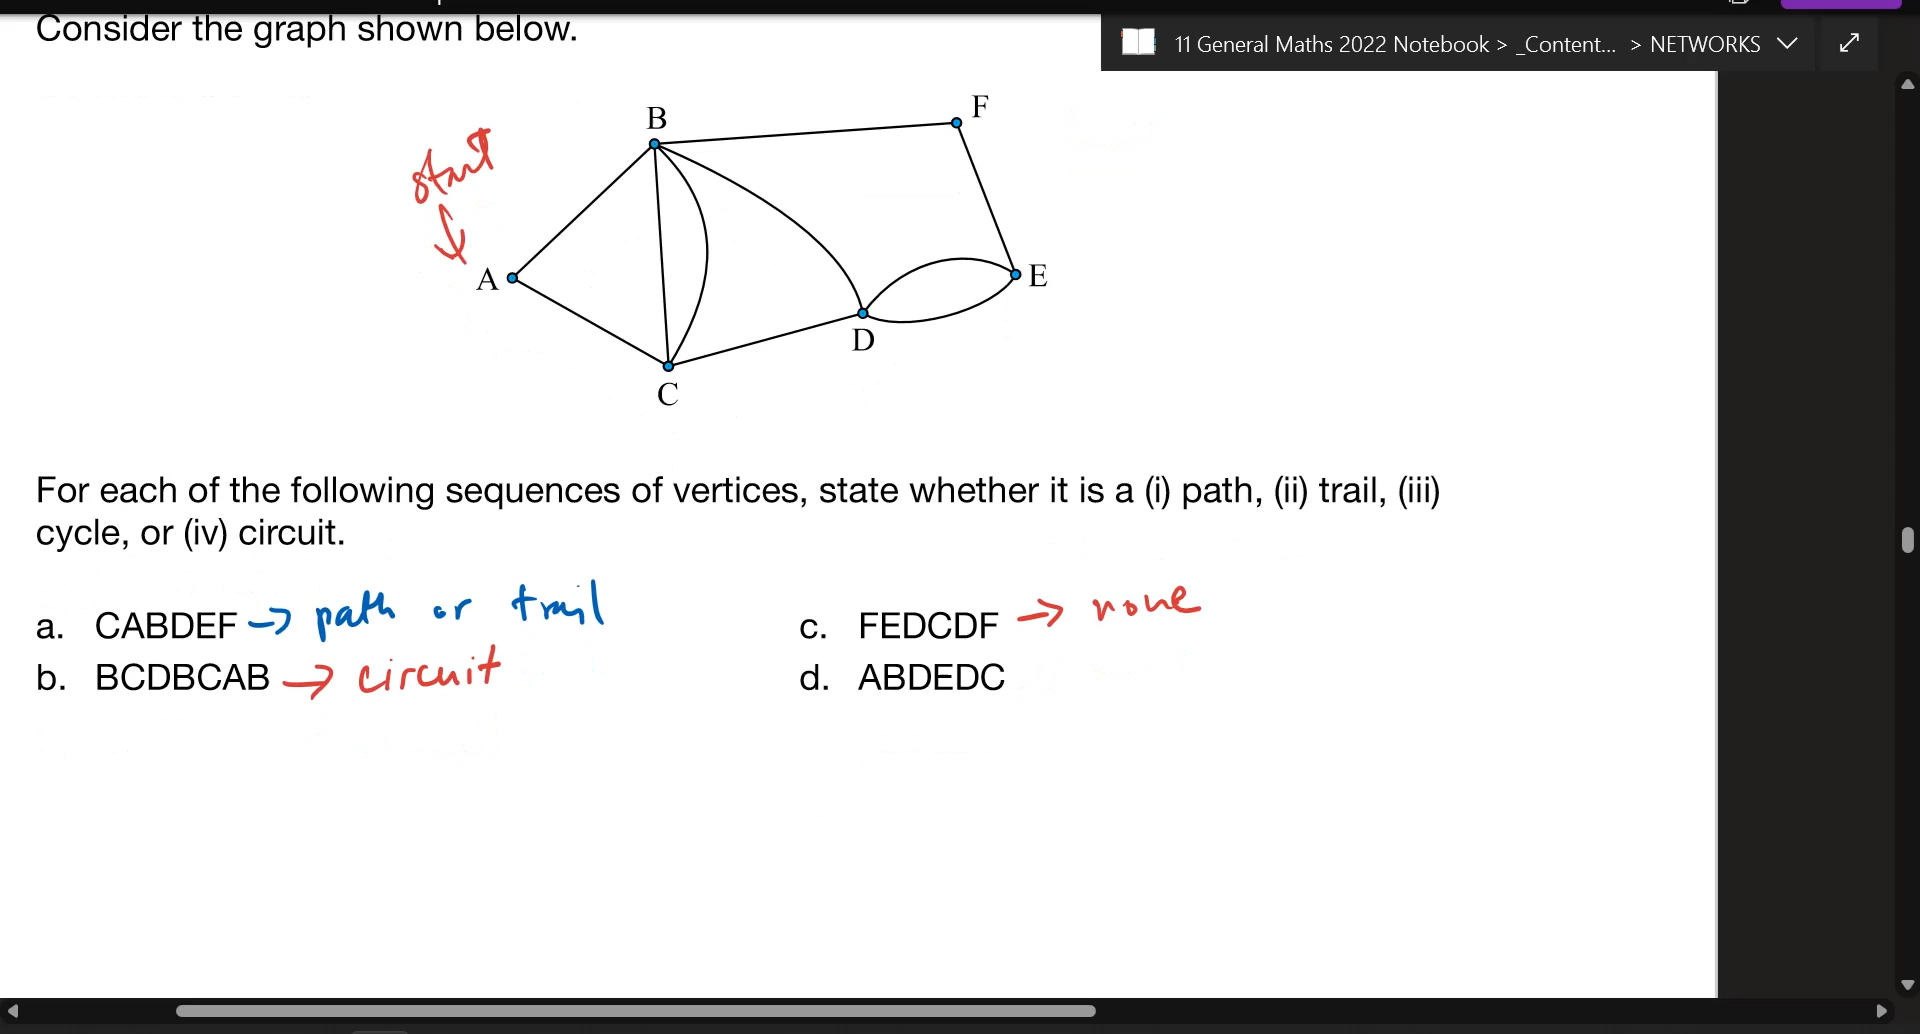 Consider the graph shown below.
11 General Maths 2022 Notebook > _Content... > NETWORKS
B
F
start
A
E
D
C
For each of the following sequences of vertices, state whether it is a (i) path, (ii) trail, (iii)
cycle, or (iv) circuit.
a. CABDEF → path or trail
c. FEDCDF → none
b. BCDBCAB → circuit
d. ABDEDC